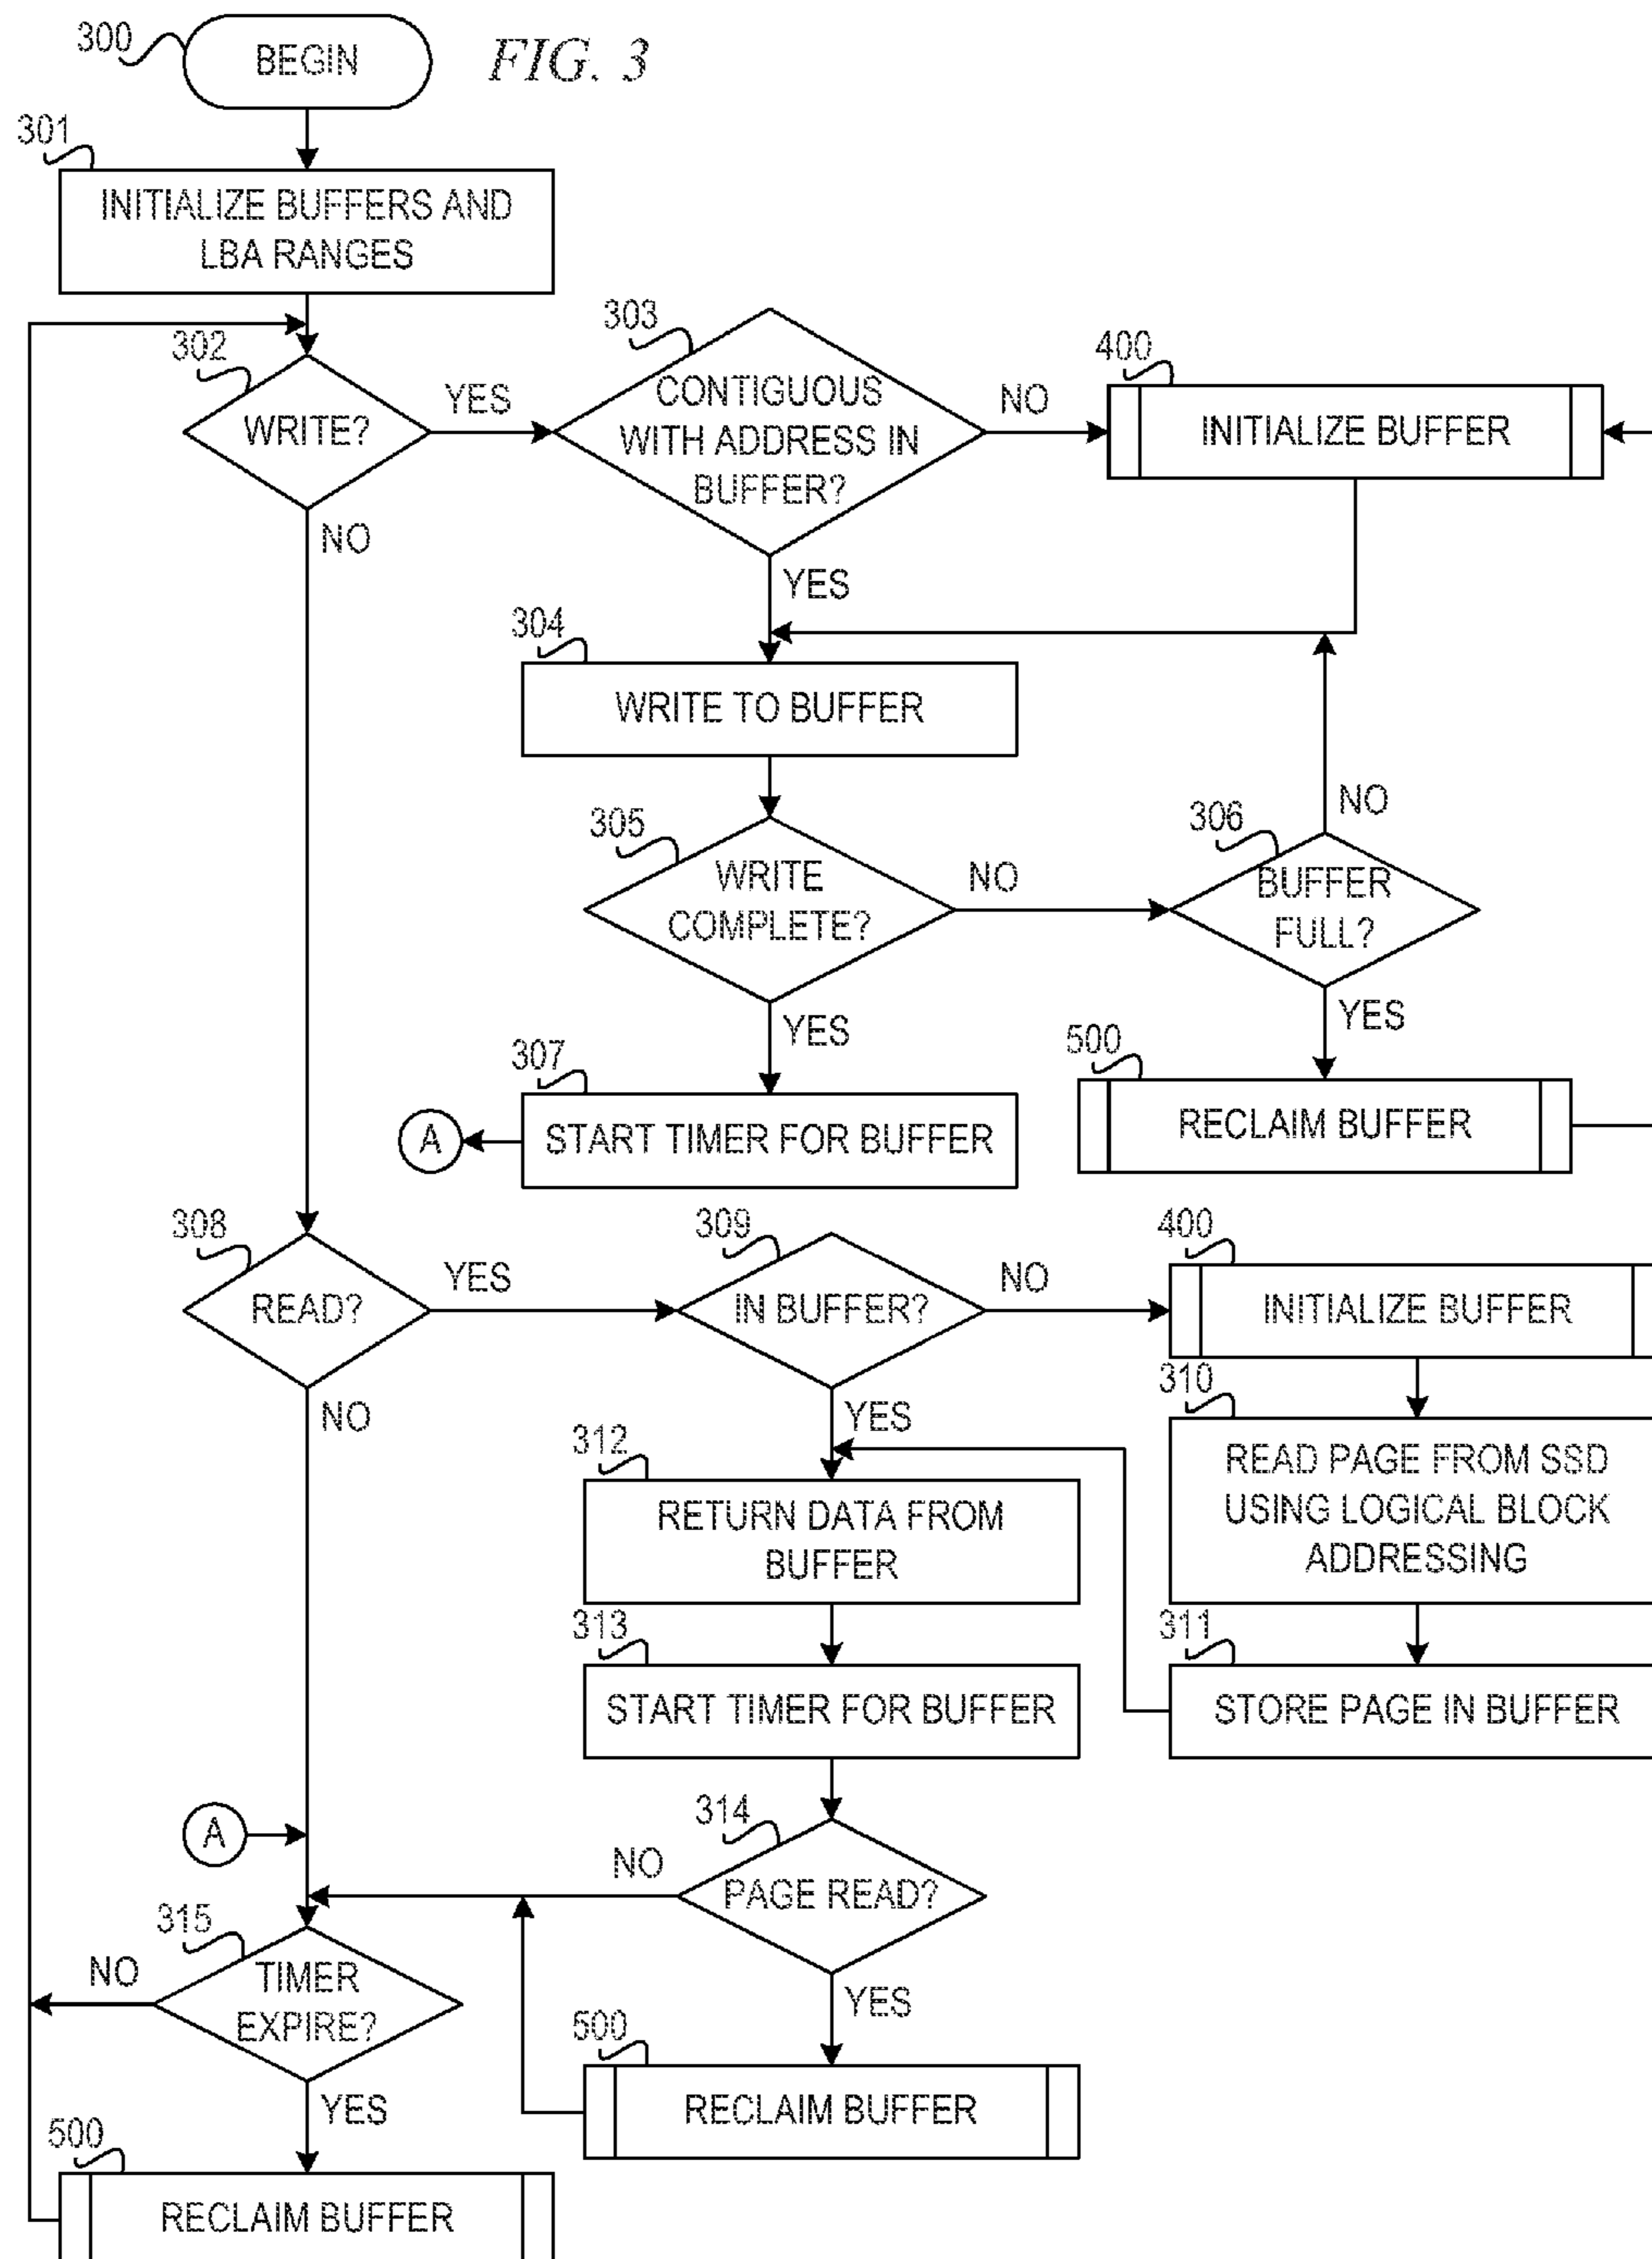 300
BEGIN
FIG. 3
301
INITIALIZE BUFFERS AND
LBA RANGES
302
WRITE?
YES
NO
303
CONTIGUOUS
WITH ADDRESS IN
BUFFER?
NO
YES
400
INITIALIZE BUFFER
304
WRITE TO BUFFER
305
WRITE
COMPLETE?
NO
YES
306
BUFFER
FULL?
NO
YES
500
RECLAIM BUFFER
307
START TIMER FOR BUFFER
A
308
READ?
YES
NO
309
IN BUFFER?
NO
YES
400
INITIALIZE BUFFER
310
READ PAGE FROM SSD
USING LOGICAL BLOCK
ADDRESSING
311
STORE PAGE IN BUFFER
312
RETURN DATA FROM
BUFFER
313
START TIMER FOR BUFFER
314
PAGE READ?
NO
YES
500
RECLAIM BUFFER
A
315
TIMER
EXPIRE?
NO
YES
500
RECLAIM BUFFER